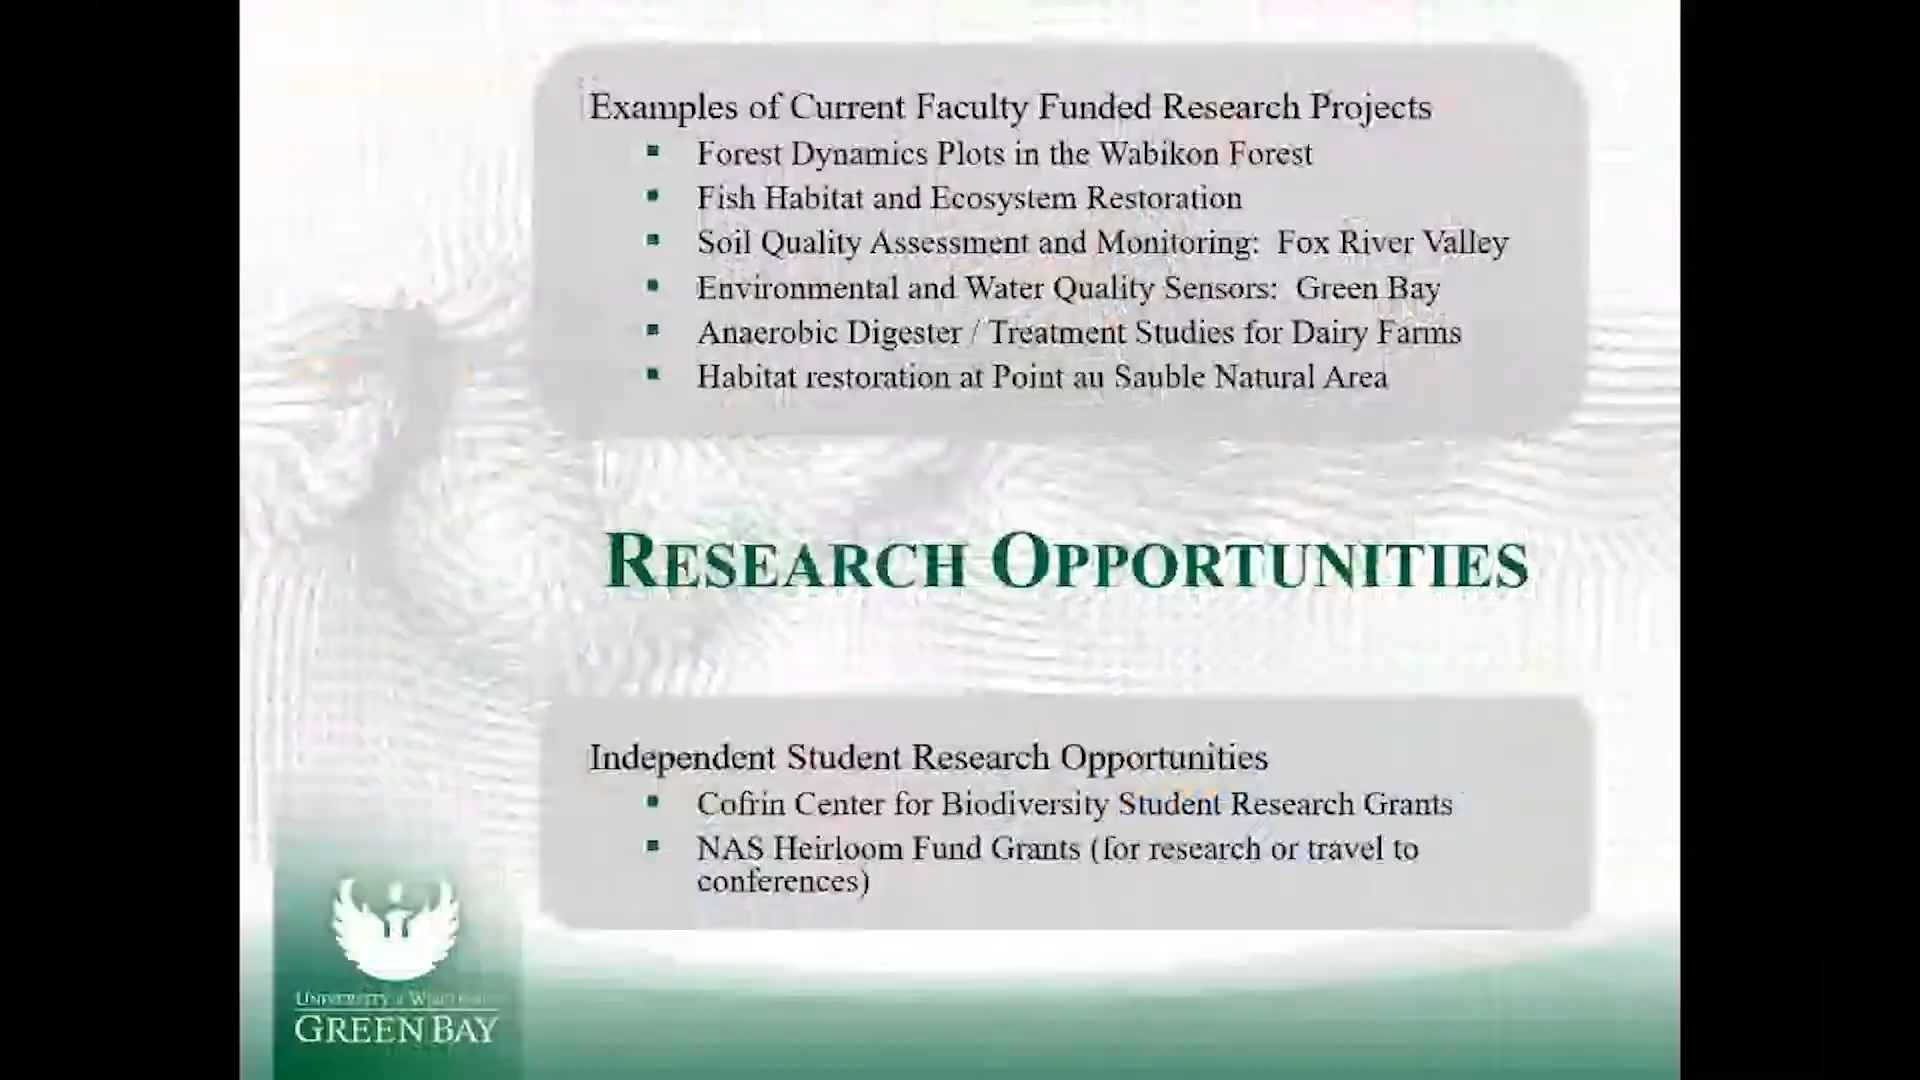 Examples of Current Faculty Funded Research Projects
Forest Dynamics Plots in the Wabikon Forest
Fish Habitat and Ecosystem Restoration
Soil Quality Assessment and Monitoring: Fox River Valley
Environmental and Water Quality Sensors: Green Bay
Anaerobic Digester / Treatment Studies for Dairy Farms
Habitat restoration at Point au Sauble Natural Area
RESEARCH OPPORTUNITIES
Independent Student Research Opportunities
Cofrin Center for Biodiversity Student Research Grants
NAS Heirloom Fund Grants (for research or travel to
conferences)
UNIVERSITY
GREEN BAY